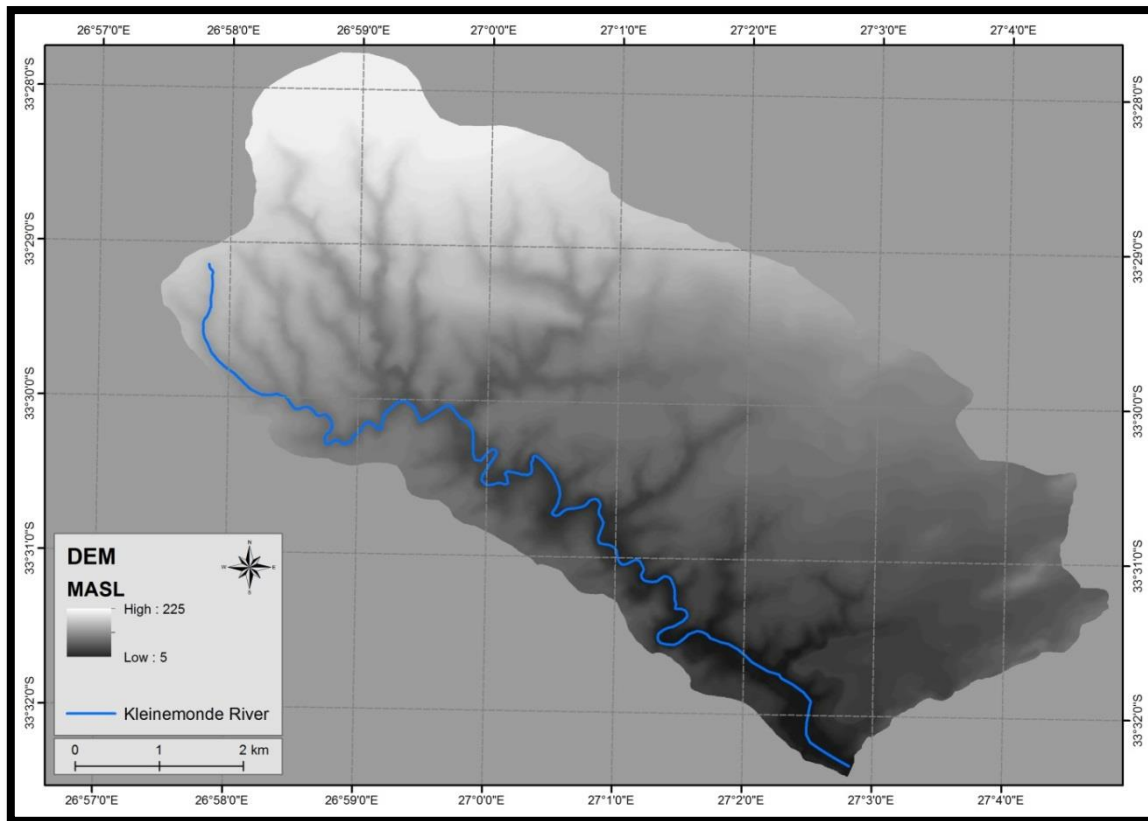 26°57'0"E 26°58'0"E 26°59'0"E 27°0'0"E 27°1'0"E 27°2'0"E 27°3'0"E 27°4'0"E
33°28'0"S 33°28'0"S
33°29'0"S 33°29'0"S
33°30'0"S 33°30'0"S
33°31'0"S 33°31'0"S
33°32'0"S 33°32'0"S
DEM
N
W E
S
MASL
High : 225
Low : 5
Kleinemonde River
0 1 2 km
26°57'0"E 26°58'0"E 26°59'0"E 27°0'0"E 27°1'0"E 27°2'0"E 27°3'0"E 27°4'0"E